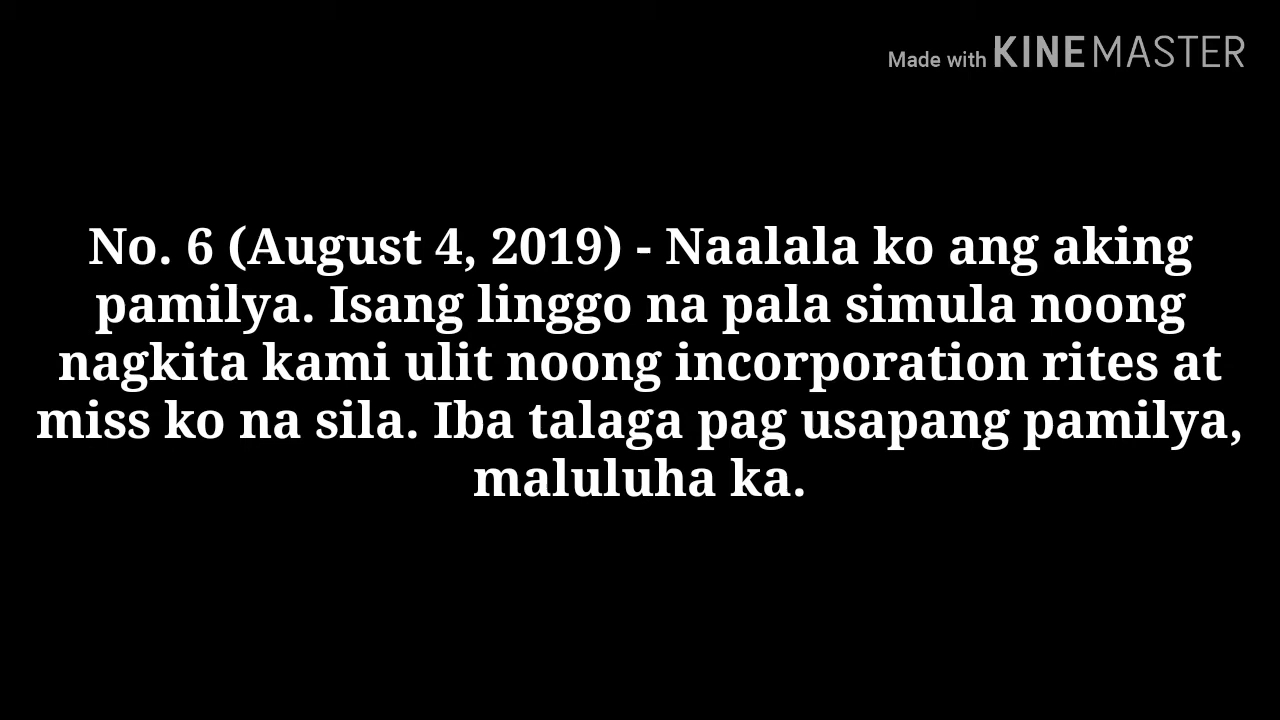 Made with KINEMASTER
No. 6 (August 4, 2019) - Naalala ko ang aking
pamilya. Isang linggo na pala simula noong
nagkita kami ulit noong incorporation rites at
miss ko na sila. Iba talaga pag usapang pamilya,
maluluha ka.